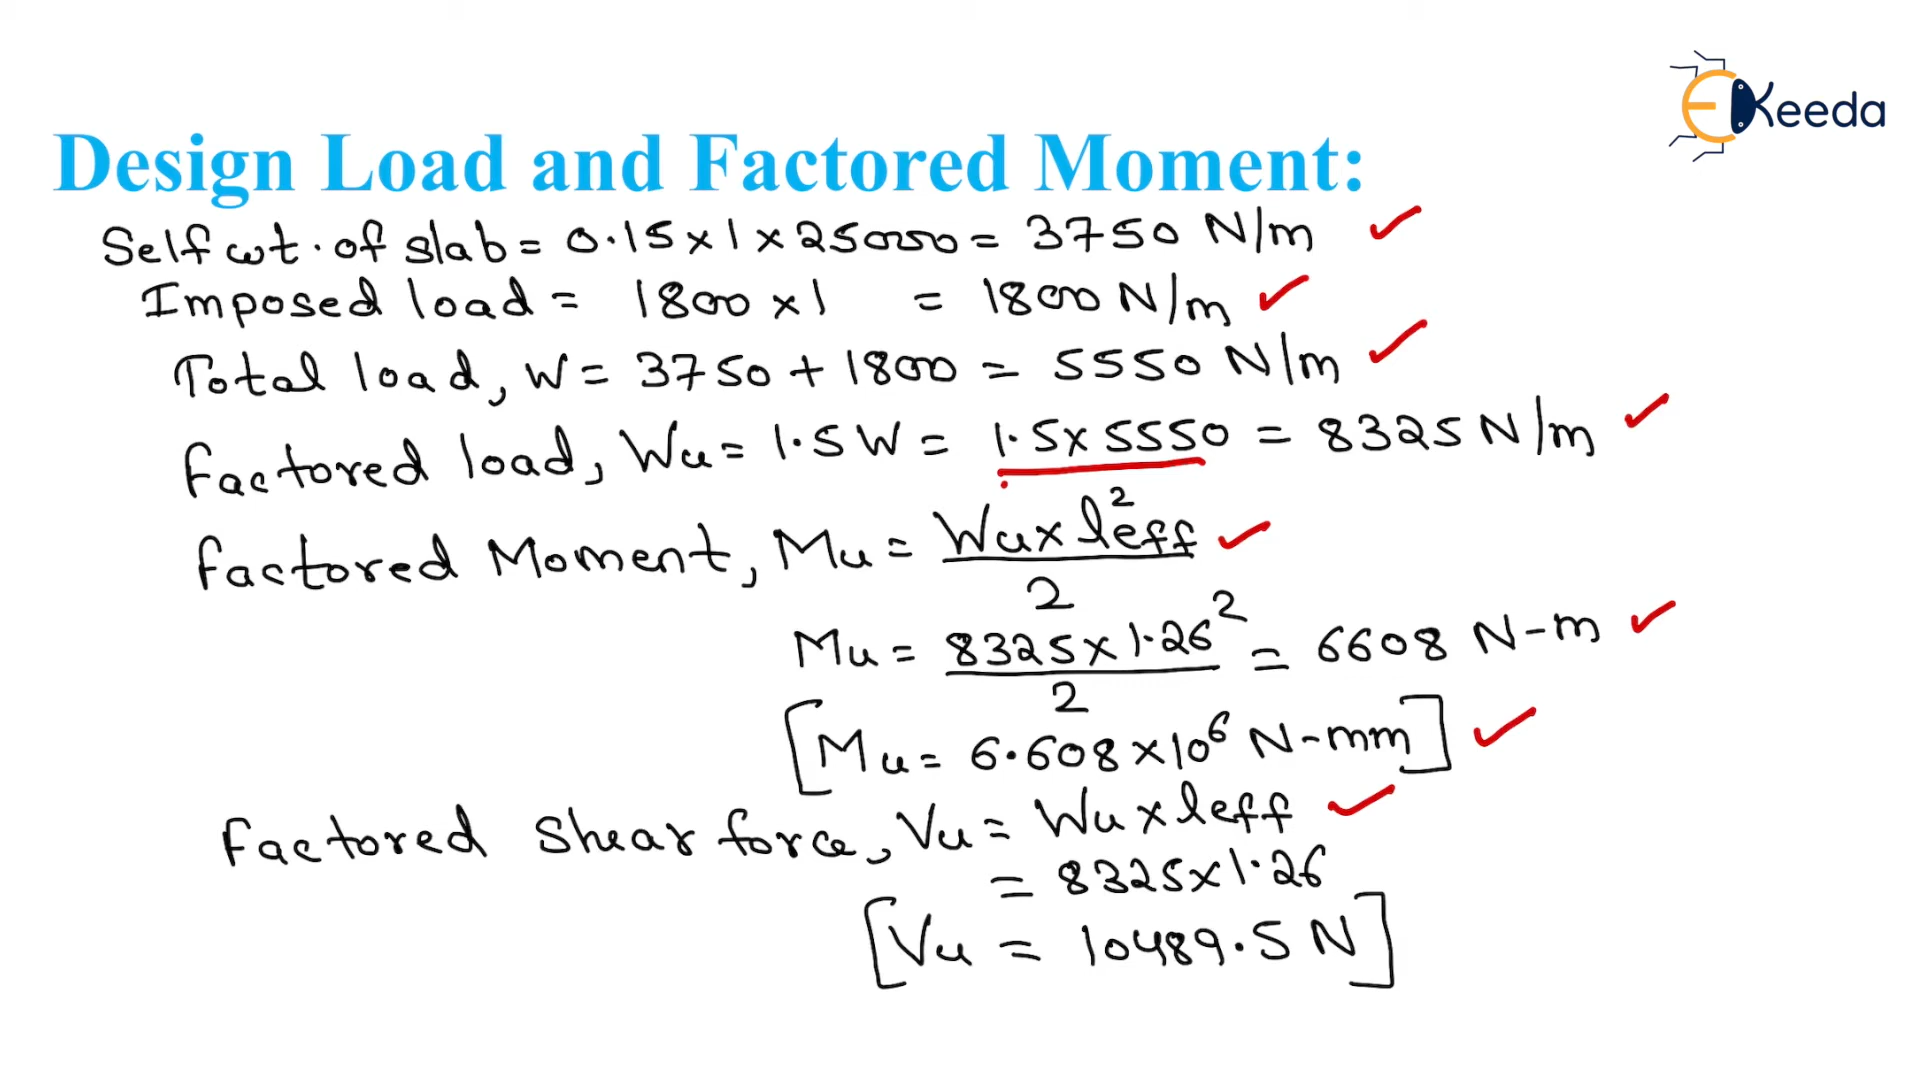 EKeeda
Design Load and Factored Moment:
Self wt. of slab = 0.15 x 1 x 25000 = 3750 N/m
Imposed load = 1800 x 1 = 1800 N/m
Total load, W = 3750 + 1800 = 5550 N/m
Factored load, Wu = 1.5 W = 1.5 x 5550 = 8325 N/m
Factored Moment, Mu = Wu x leff² / 2
Mu = 8325 x 1.26² / 2 = 6608 N-m
[Mu = 6.608 x 10⁶ N-mm]
Factored Shear force, Vu = Wu x leff
= 8325 x 1.26
[Vu = 10489.5 N]